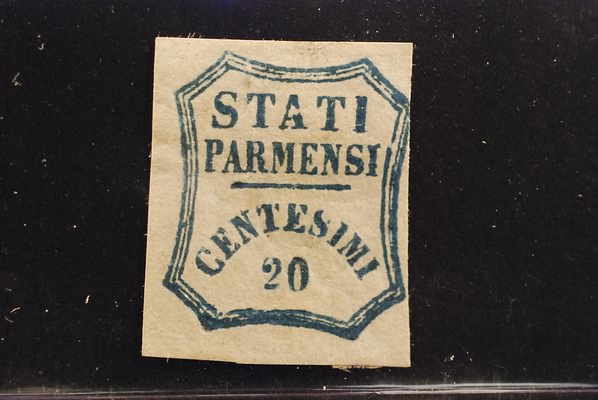 STATI
PARMENSI
CENTESIMI
20